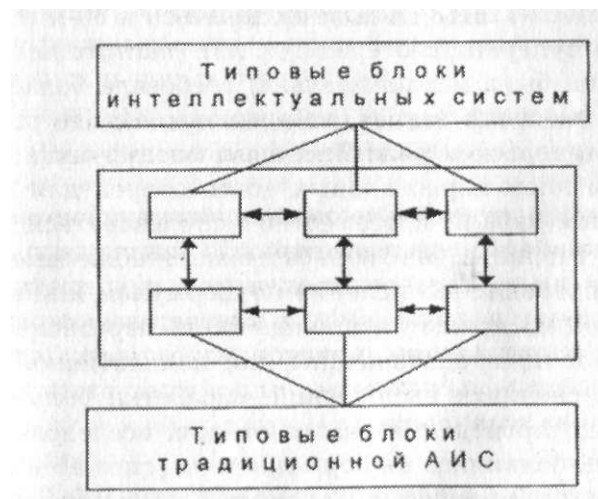 Типовые блоки
интеллектуальных систем
Типовые блоки
традиционной АИС